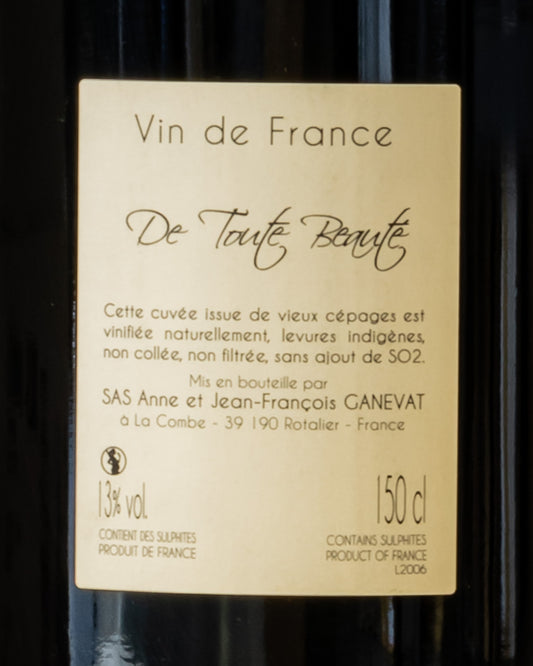 Vin de France
De Toute Beauté
Cette cuvée issue de vieux cépages est
vinifiée naturellement, levures indigènes,
non collée, non filtrée, sans ajout de SO2.
Mis en bouteille par
SAS Anne et Jean-François GANEVAT
à La Combe - 39 190 Rotalier - France
13% vol.
150 cl
CONTIENT DES SULPHITES
PRODUIT DE FRANCE
CONTAINS SULPHITES
PRODUCT OF FRANCE
L2006